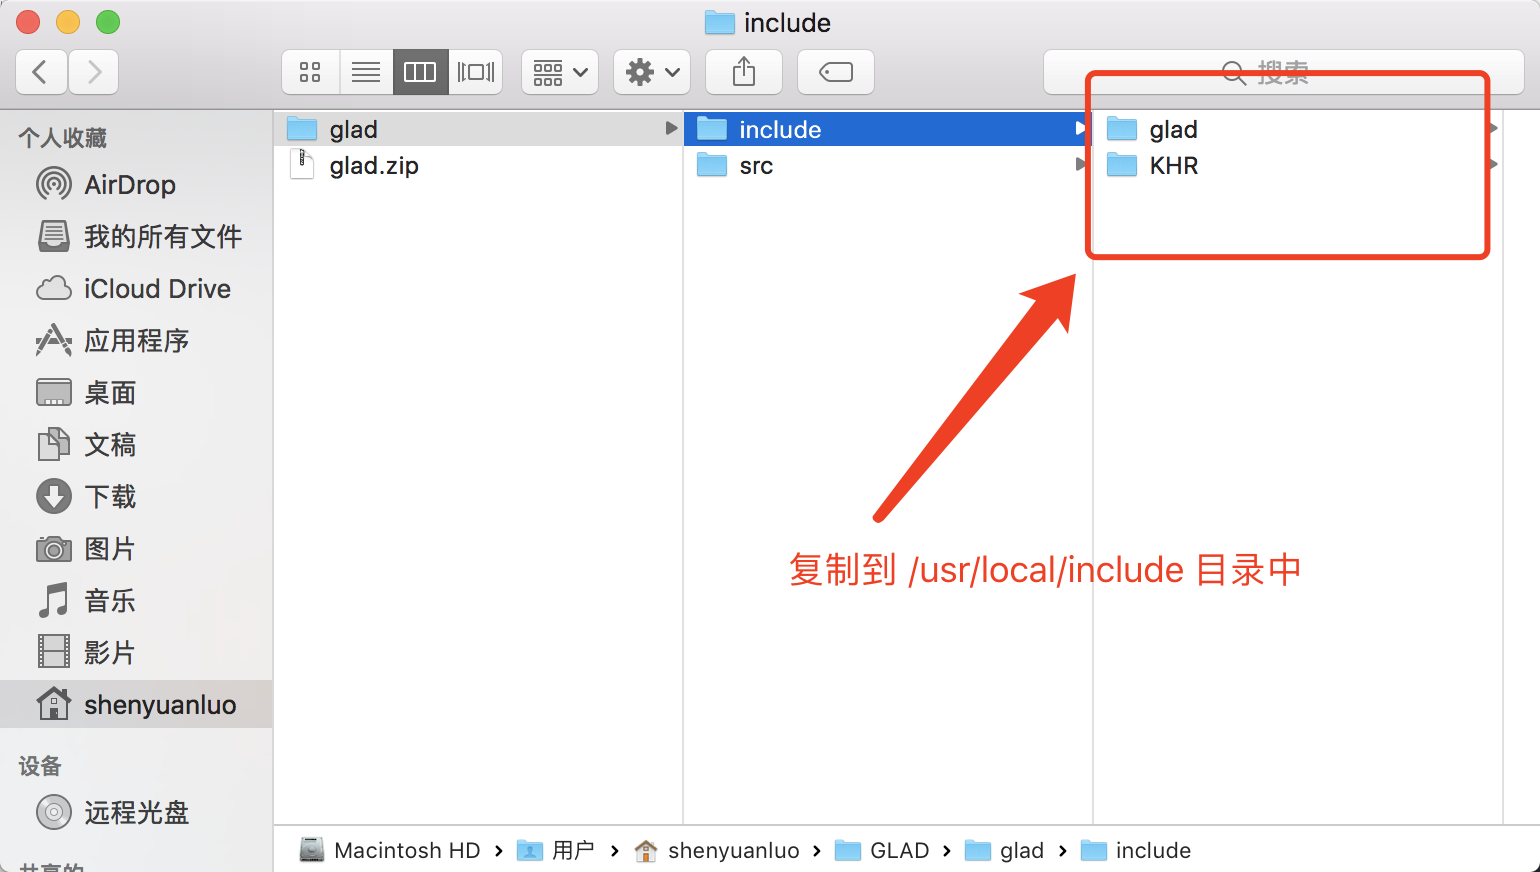 include
搜索
个人收藏
AirDrop
我的所有文件
iCloud Drive
应用程序
桌面
文稿
下载
图片
音乐
影片
shenyuanluo
设备
远程光盘
共享的
glad
glad.zip
include
src
glad
KHR
复制到 /usr/local/include 目录中
Macintosh HD › 用户 › shenyuanluo › GLAD › glad › include